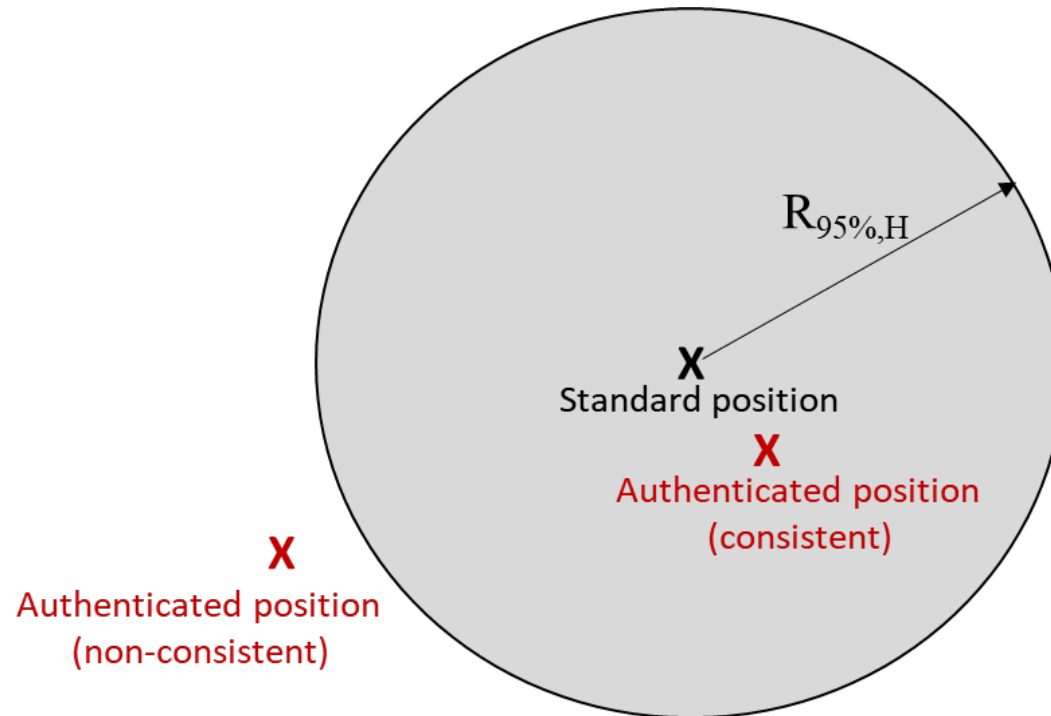 R95%,H
X
Standard position
X
Authenticated position
(consistent)
X
Authenticated position
(non-consistent)